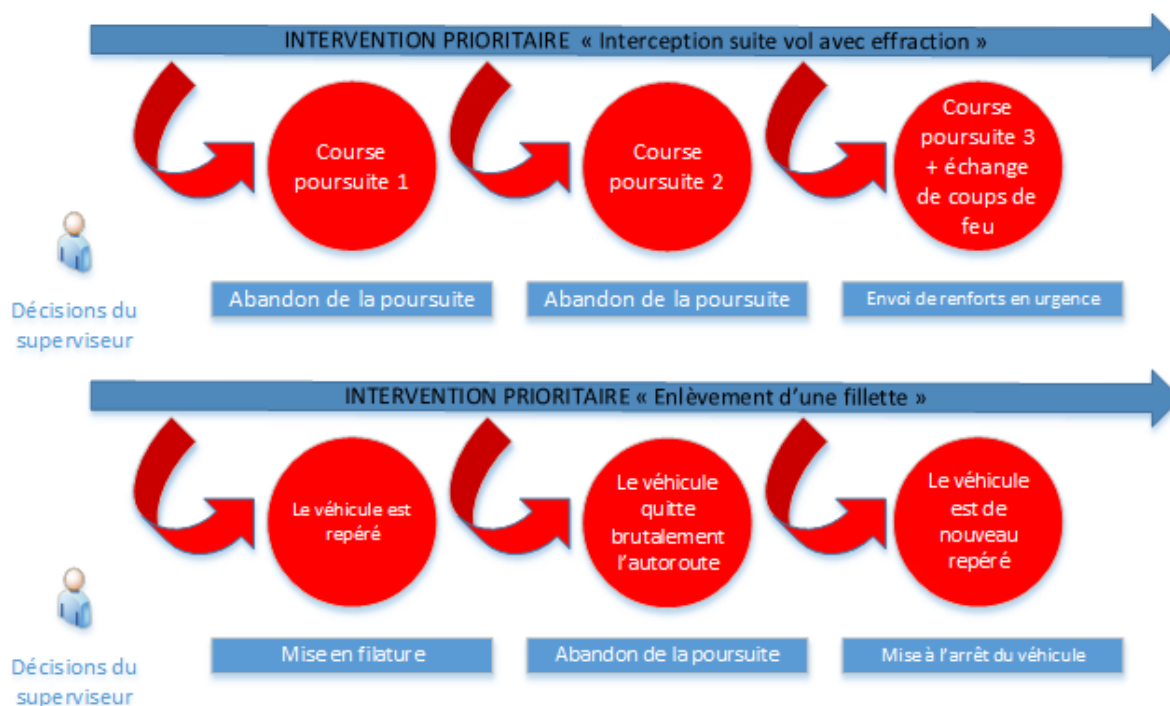 INTERVENTION PRIORITAIRE « Interception suite vol avec effraction »
Course
poursuite 1
Course
poursuite 2
Course
poursuite 3
+ échange
de coups de
feu
Décisions du
superviseur
Abandon de la poursuite
Abandon de la poursuite
Envoi de renforts en urgence
INTERVENTION PRIORITAIRE « Enlèvement d’une fillette »
Le véhicule est
repéré
Le véhicule
quitte
brutalement
l’autoroute
Le véhicule
est de
nouveau
repéré
Décisions du
superviseur
Mise en filature
Abandon de la poursuite
Mise à l’arrêt du véhicule